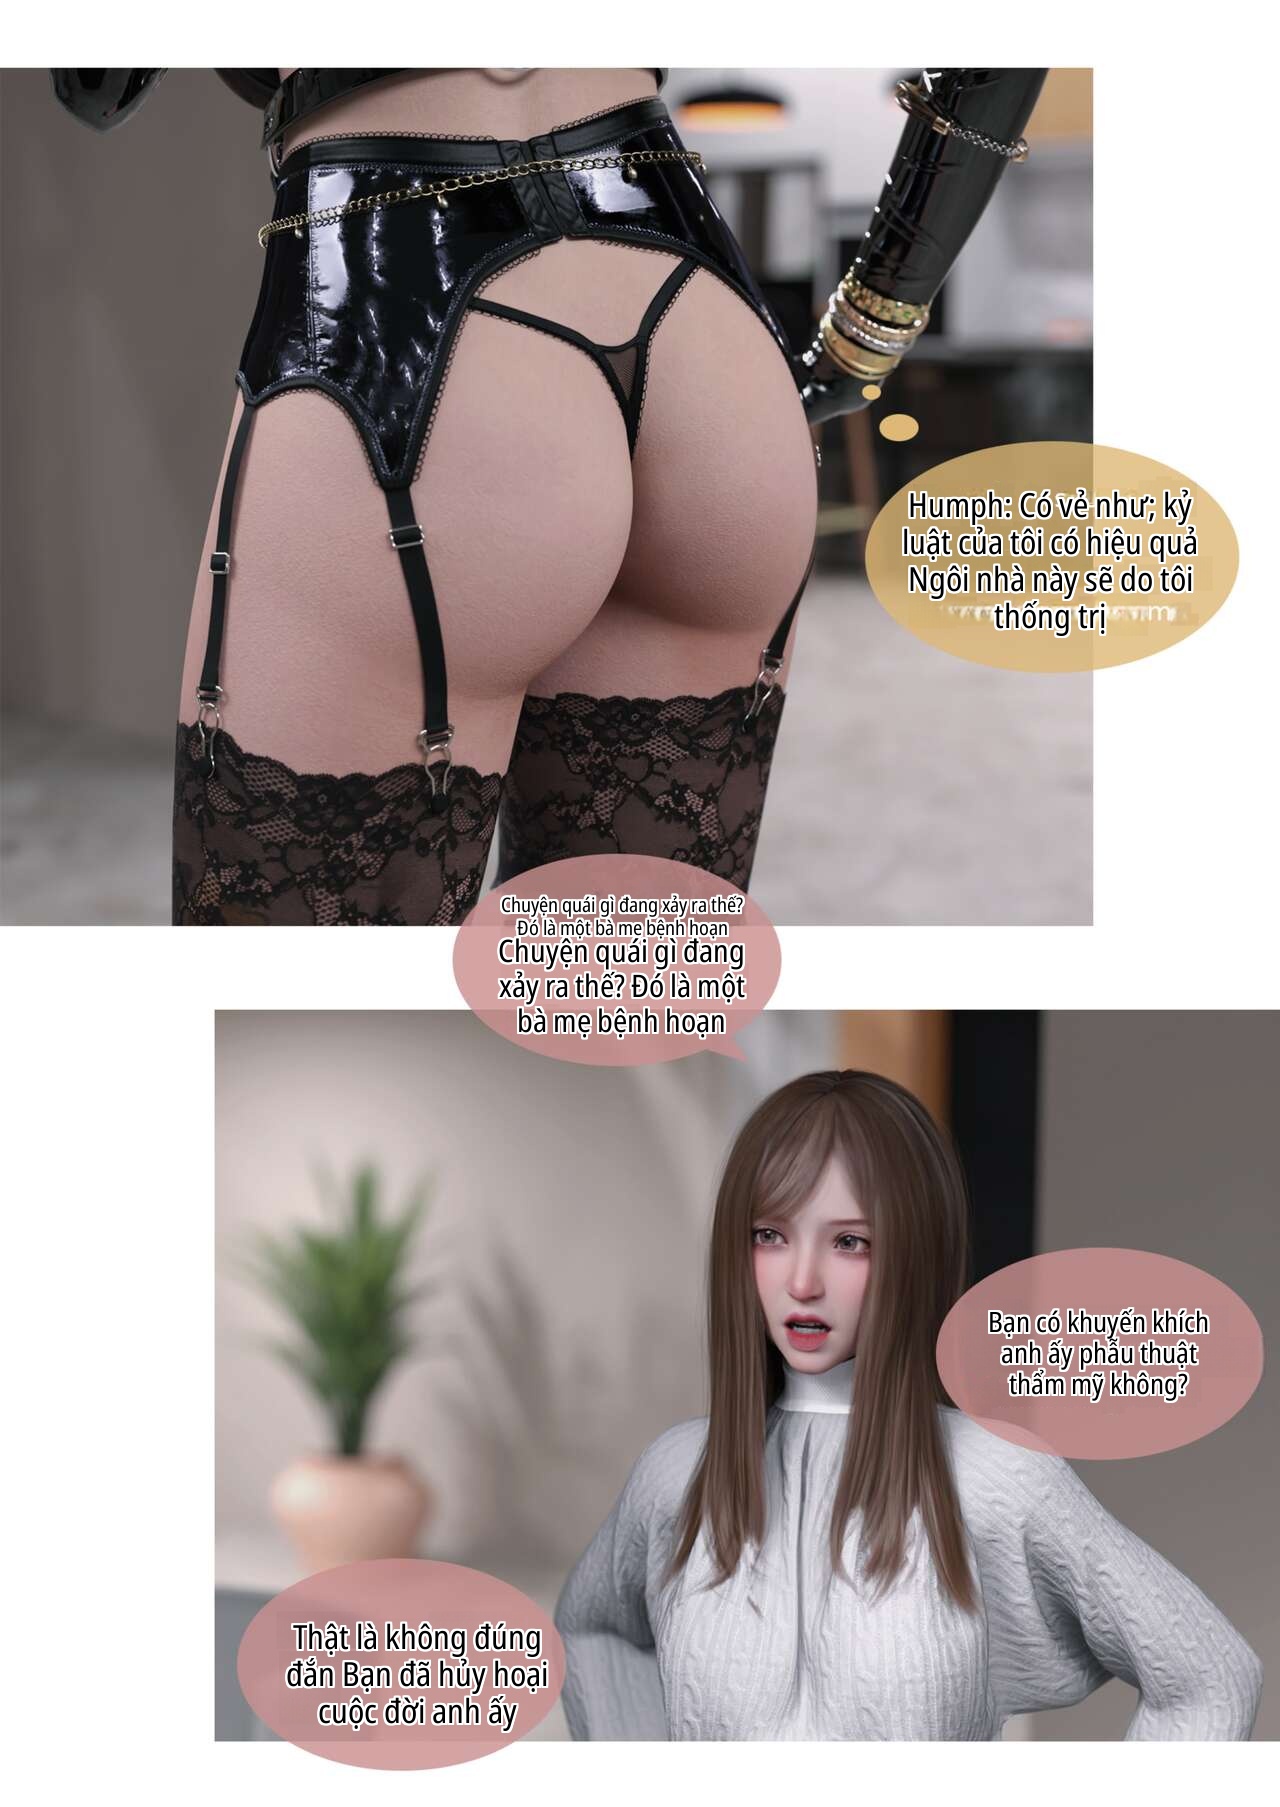 Humph: Có vẻ như; kỷ
luật của tôi có hiệu quả
Ngôi nhà này sẽ do tôi
thống trị
Chuyện quái gì đang xảy ra thế?
Đó là một bà mẹ bệnh hoạn
Chuyện quái gì đang
xảy ra thế? Đó là một
bà mẹ bệnh hoạn
Bạn có khuyến khích
anh ấy phẫu thuật
thẩm mỹ không?
Thật là không đúng
đắn Bạn đã hủy hoại
cuộc đời anh ấy